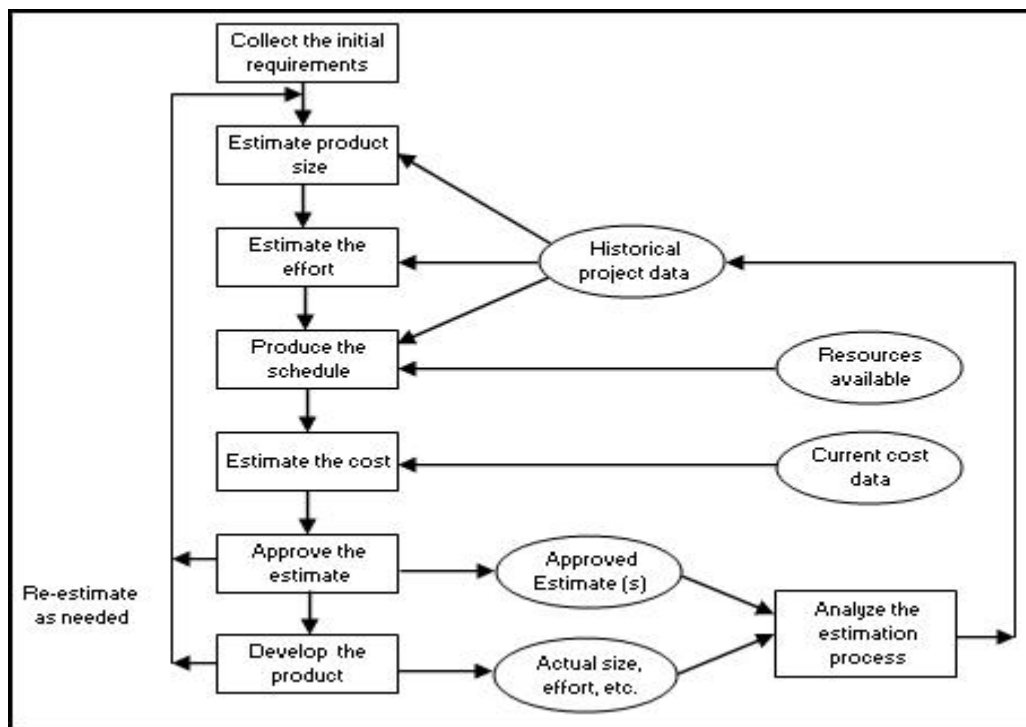 Collect the initial
requirements
Estimate product
size
Estimate the
effort
Historical
project data
Produce the
schedule
Resources
available
Estimate the cost
Current cost
data
Approve the
estimate
Approved
Estimate (s)
Re-estimate
as needed
Analyze the
estimation
process
Develop the
product
Actual size,
effort, etc.